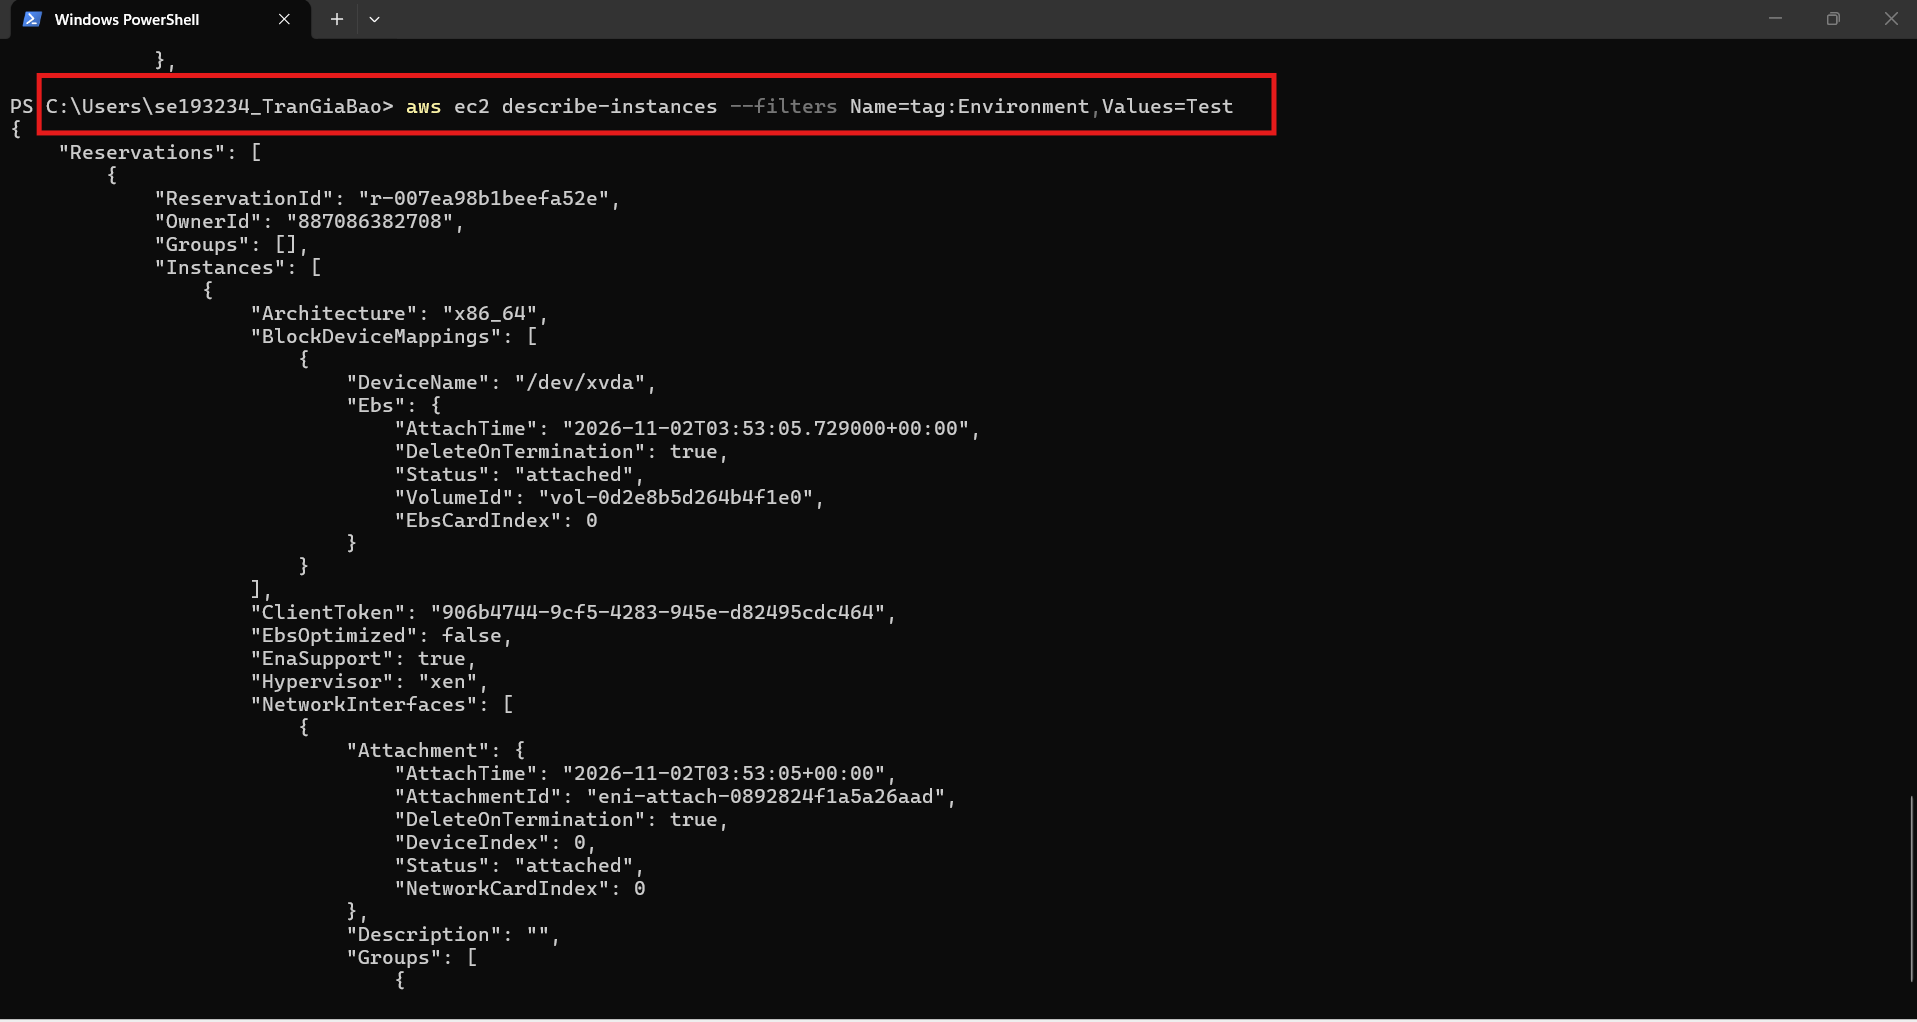 Windows PowerShell
},
PS C:\Users\se193234_TranGiaBao> aws ec2 describe-instances --filters Name=tag:Environment,Values=Test
{
    "Reservations": [
        {
            "ReservationId": "r-007ea98b1beefa52e",
            "OwnerId": "887086382708",
            "Groups": [],
            "Instances": [
                {
                    "Architecture": "x86_64",
                    "BlockDeviceMappings": [
                        {
                            "DeviceName": "/dev/xvda",
                            "Ebs": {
                                "AttachTime": "2026-11-02T03:53:05.729000+00:00",
                                "DeleteOnTermination": true,
                                "Status": "attached",
                                "VolumeId": "vol-0d2e8b5d264b4f1e0",
                                "EbsCardIndex": 0
                            }
                        }
                    ],
                    "ClientToken": "906b4744-9cf5-4283-945e-d82495cdc464",
                    "EbsOptimized": false,
                    "EnaSupport": true,
                    "Hypervisor": "xen",
                    "NetworkInterfaces": [
                        {
                            "Attachment": {
                                "AttachTime": "2026-11-02T03:53:05+00:00",
                                "AttachmentId": "eni-attach-0892824f1a5a26aad",
                                "DeleteOnTermination": true,
                                "DeviceIndex": 0,
                                "Status": "attached",
                                "NetworkCardIndex": 0
                            },
                            "Description": "",
                            "Groups": [
                                {